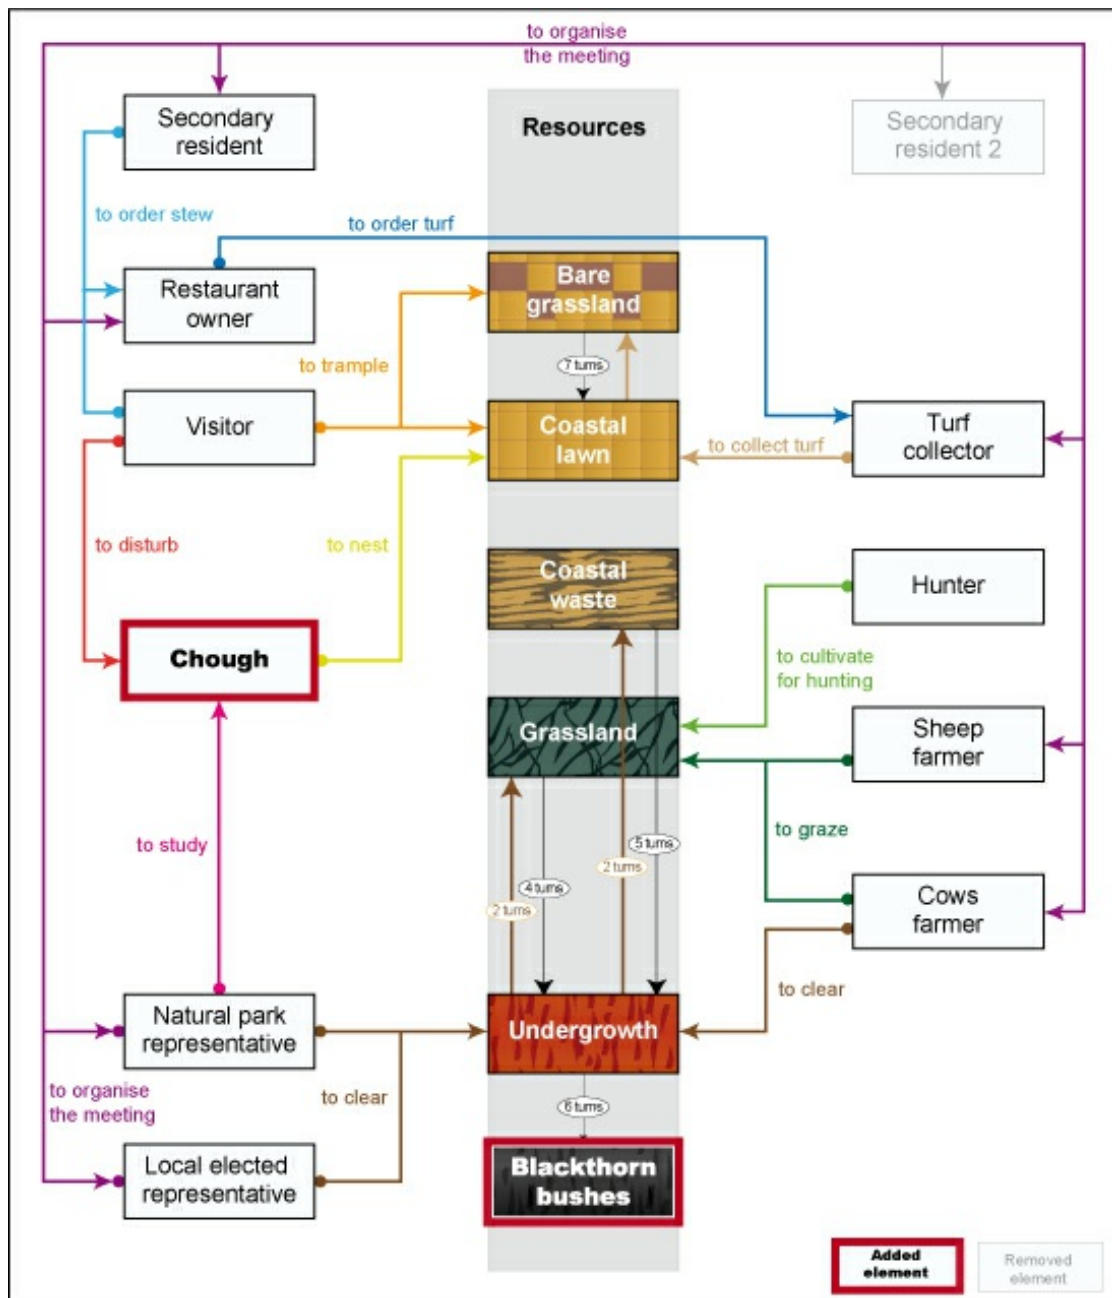 to organise
the meeting
Secondary
resident
Resources
Secondary
resident 2
to order stew
to order turf
Restaurant
owner
Bare
grassland
to trample
7 turns
Visitor
Coastal
lawn
to collect turf
Turf
collector
to disturb
to nest
Coastal
waste
Hunter
Chough
to cultivate
for hunting
Grassland
Sheep
farmer
to study
to graze
5 turns
2 turns
4 turns
2 turns
Cows
farmer
to clear
Natural park
representative
Undergrowth
to organise
the meeting
to clear
6 turns
Local elected
representative
Blackthorn
bushes
Added
element
Removed
element